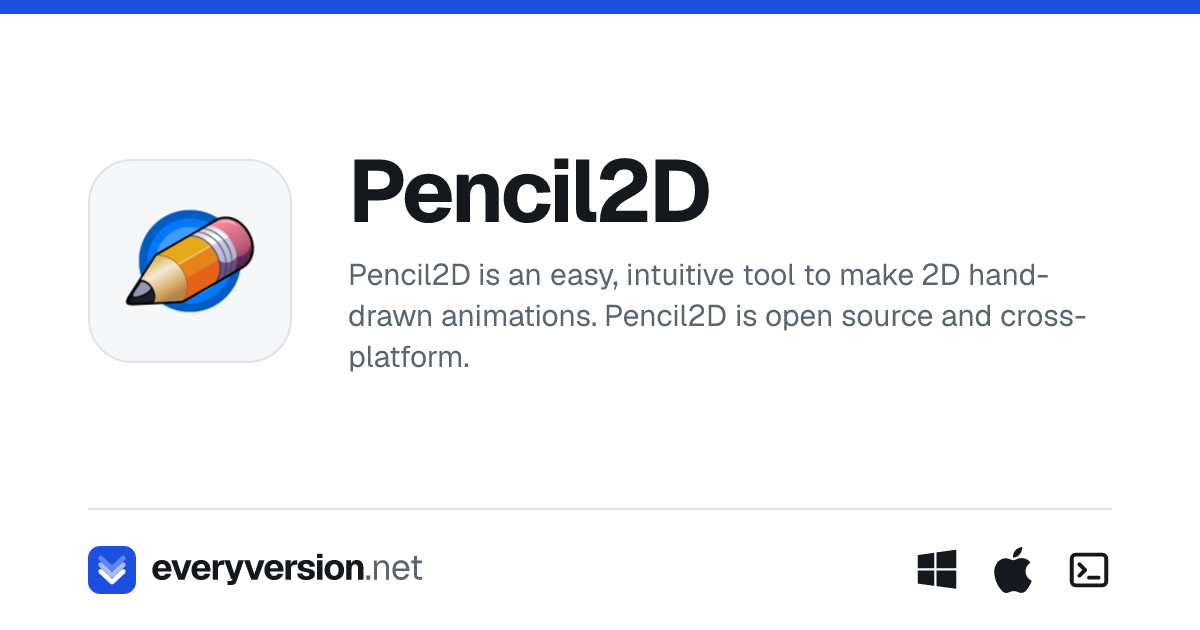 Pencil2D
Pencil2D is an easy, intuitive tool to make 2D hand-
drawn animations. Pencil2D is open source and cross-
platform.
everyversion.net